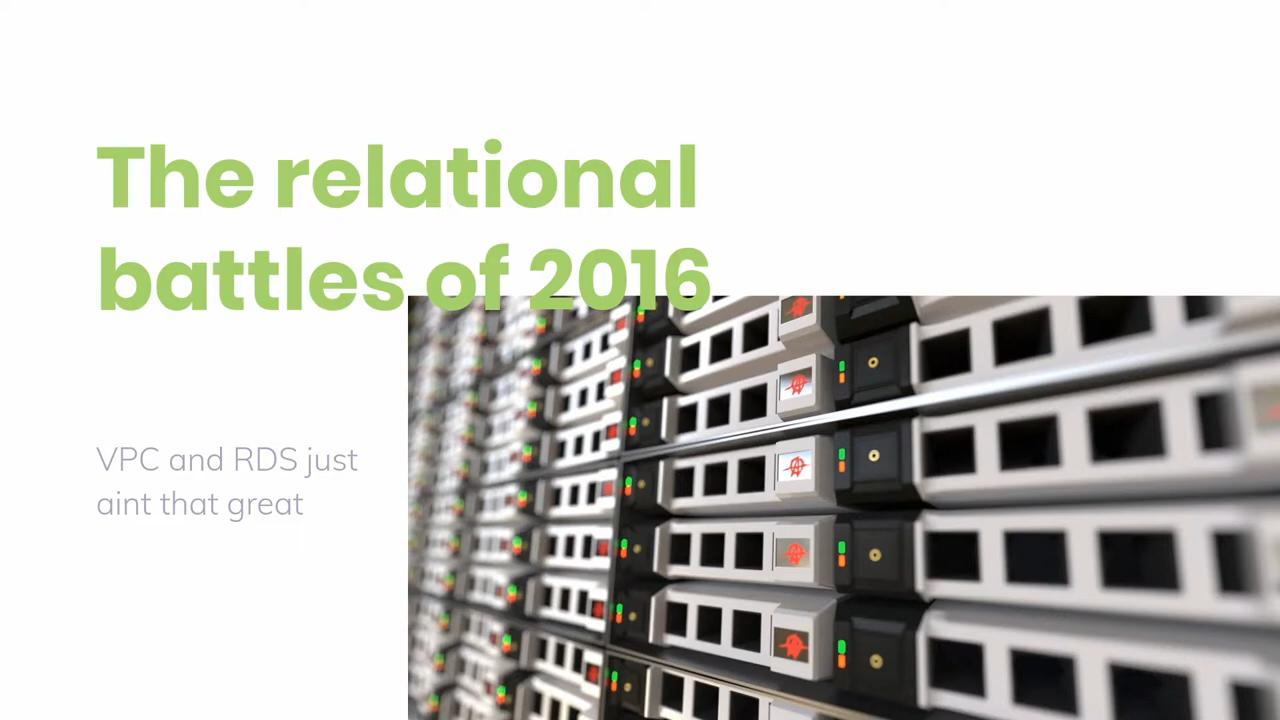 The relational
battles of 2016
VPC and RDS just
aint that great